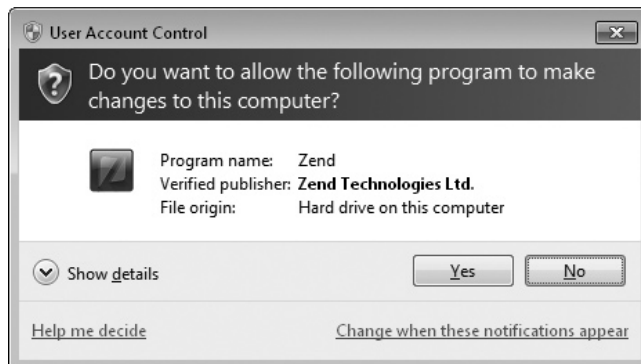 User Account Control
Do you want to allow the following program to make
changes to this computer?
Program name: Zend
Verified publisher: Zend Technologies Ltd.
File origin: Hard drive on this computer
Show details
Yes
No
Help me decide
Change when these notifications appear